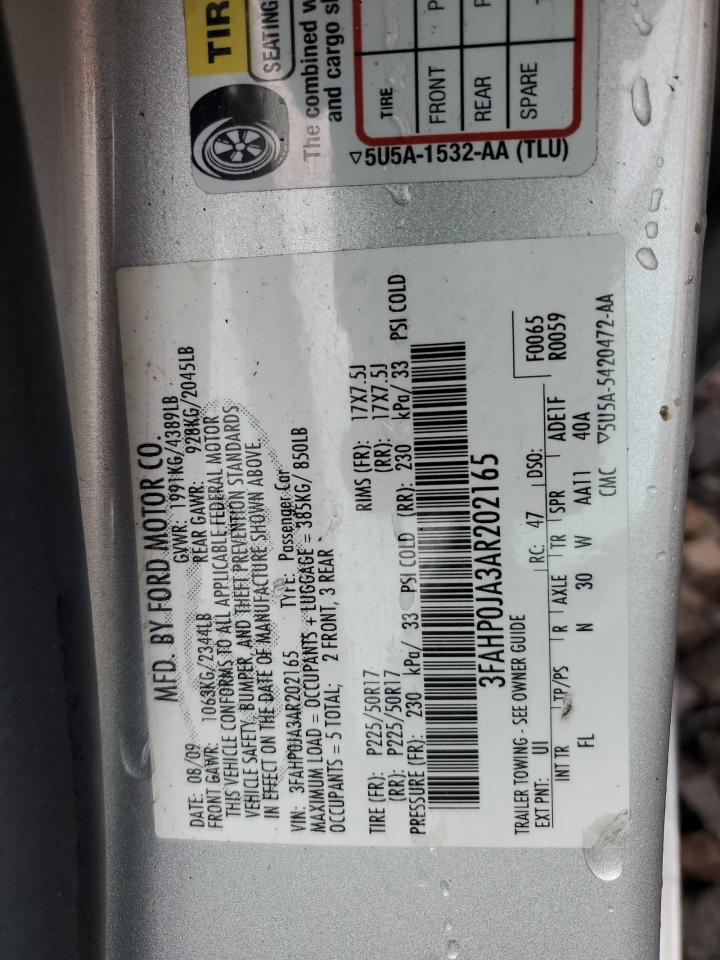 TIR
SEATING
The combined w
and cargo s
TIRE
FRONT P
REAR P
SPARE T
▽5U5A-1532-AA (TLU)
MFD. BY FORD MOTOR CO.
DATE: 08/09 GVWR: 1991KG/4389LB
FRONT GAWR: 1063KG/2344LB REAR GAWR: 928KG/2045LB
THIS VEHICLE CONFORMS TO ALL APPLICABLE FEDERAL MOTOR
VEHICLE SAFETY, BUMPER, AND THEFT PREVENTION STANDARDS
IN EFFECT ON THE DATE OF MANUFACTURE SHOWN ABOVE.
VIN: 3FAHP0JA3AR202165 TYPE: Passenger Car
MAXIMUM LOAD = OCCUPANTS + LUGGAGE = 385KG/ 850LB
OCCUPANTS = 5 TOTAL; 2 FRONT, 3 REAR
TIRE (FR): P225/50R17 RIMS (FR): 17X7.5J
(RR): P225/50R17 (RR): 17X7.5J
PRESSURE (FR): 230 kPa/ 33 PSI COLD (RR): 230 kPa/ 33 PSI COLD
3FAHP0JA3AR202165
TRAILER TOWING - SEE OWNER GUIDE F0065
EXT PNT: UI RC: 47 DSO: R0059
INT TR TP/PS R AXLE TR SPR ADE1F
FL N 30 W AA11 40A
CMC ▽5U5A-5420472-AA